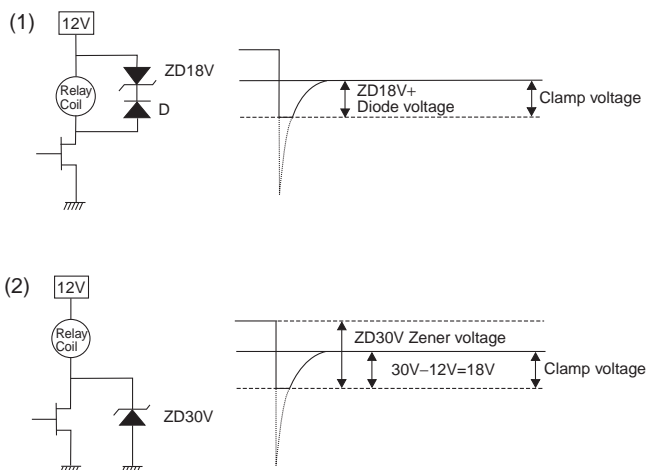 (1)
12V
Relay
Coil
ZD18V
D
ZD18V+
Diode voltage
Clamp voltage
(2)
12V
Relay
Coil
ZD30V
ZD30V Zener voltage
30V−12V=18V
Clamp voltage